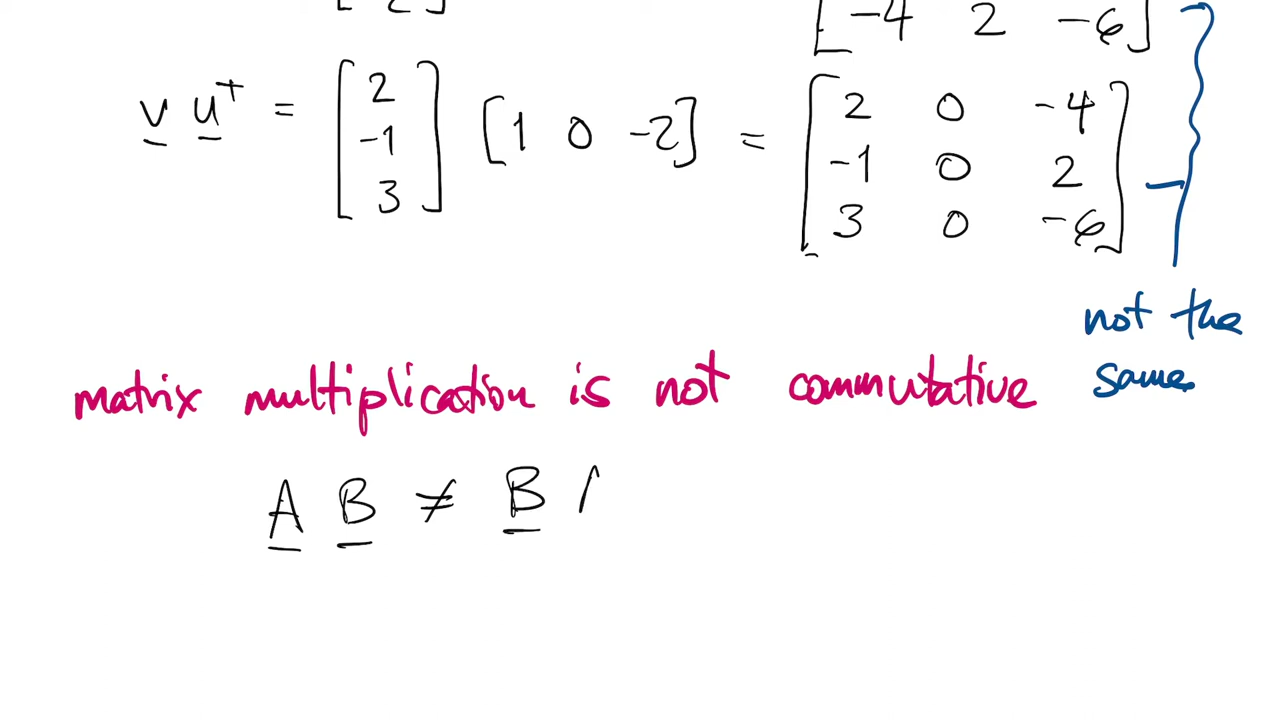 2
-4 2 -6
v u⁺ = [2 -1 3] [1 0 -2] = [2 0 -4
-1 0 2
3 0 -6]
not the
same
matrix multiplication is not commutative
A B ≠ B